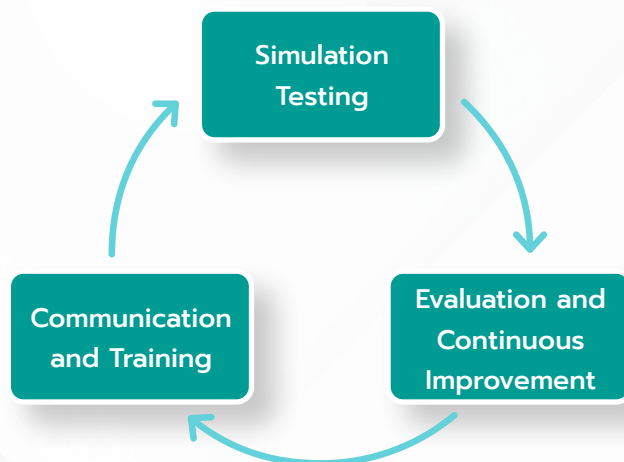 Simulation
Testing
Communication
and Training
Evaluation and
Continuous
Improvement